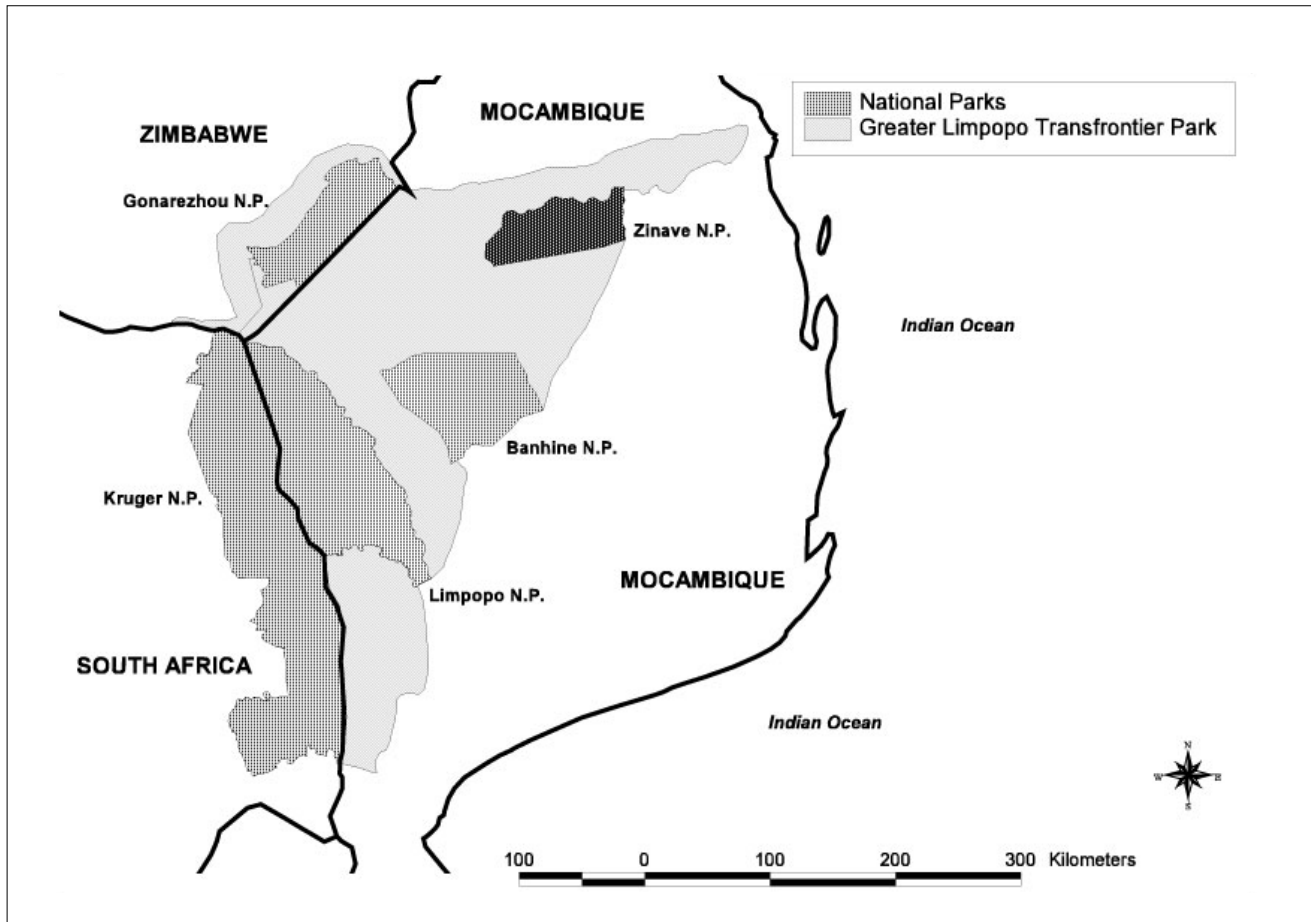 National Parks
Greater Limpopo Transfrontier Park
MOCAMBIQUE
ZIMBABWE
Gonarezhou N.P.
Zinave N.P.
Indian Ocean
Banhine N.P.
Kruger N.P.
MOCAMBIQUE
Limpopo N.P.
SOUTH AFRICA
Indian Ocean
N
W
E
S
100 0 100 200 300 Kilometers